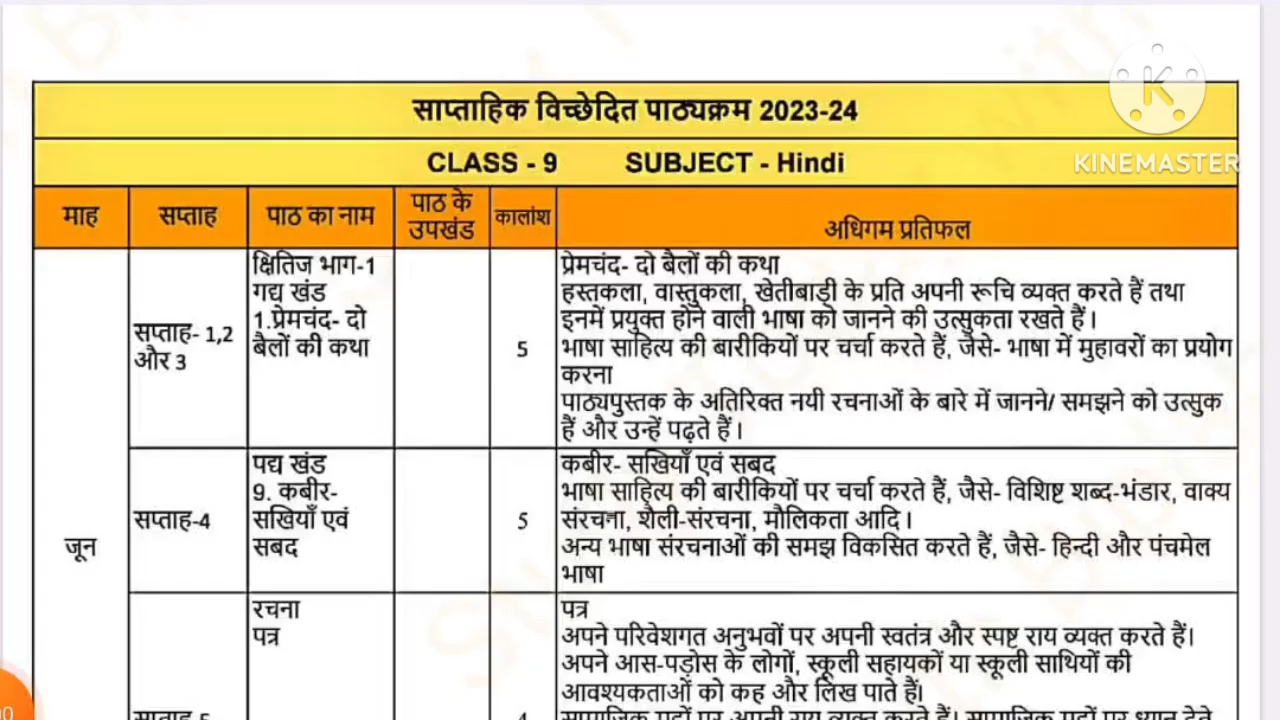 साप्ताहिक विच्छेदित पाठ्यक्रम 2023-24
KINEMASTER
CLASS - 9 SUBJECT - Hindi
माह
सप्ताह
पाठ का नाम
पाठ के
उपखंड
कालांश
अधिगम प्रतिफल
जून
सप्ताह- 1,2
और 3
क्षितिज भाग-1
गद्य खंड
1.प्रेमचंद- दो
बैलों की कथा
5
प्रेमचंद- दो बैलों की कथा
हस्तकला, वास्तुकला, खेतीबाड़ी के प्रति अपनी रूचि व्यक्त करते हैं तथा
इनमें प्रयुक्त होने वाली भाषा को जानने की उत्सुकता रखते हैं।
भाषा साहित्य की बारीकियों पर चर्चा करते हैं, जैसे- भाषा में मुहावरों का प्रयोग
करना
पाठ्यपुस्तक के अतिरिक्त नयी रचनाओं के बारे में जानने/ समझने को उत्सुक
हैं और उन्हें पढ़ते हैं।
सप्ताह-4
पद्य खंड
9. कबीर-
सखियाँ एवं
सबद
5
कबीर- सखियाँ एवं सबद
भाषा साहित्य की बारीकियों पर चर्चा करते हैं, जैसे- विशिष्ट शब्द-भंडार, वाक्य
संरचना, शैली-संरचना, मौलिकता आदि।
अन्य भाषा संरचनाओं की समझ विकसित करते हैं, जैसे- हिन्दी और पंचमेल
भाषा
रचना
पत्र
पत्र
अपने परिवेशगत अनुभवों पर अपनी स्वतंत्र और स्पष्ट राय व्यक्त करते हैं।
अपने आस-पड़ोस के लोगों, स्कूली सहायकों या स्कूली साथियों की
आवश्यकताओं को कह और लिख पाते हैं।
सप्ताह-5
4
सामाजिक मुद्दों पर अपनी राय व्यक्त करते हैं। सामाजिक मुद्दों पर ध्यान देते